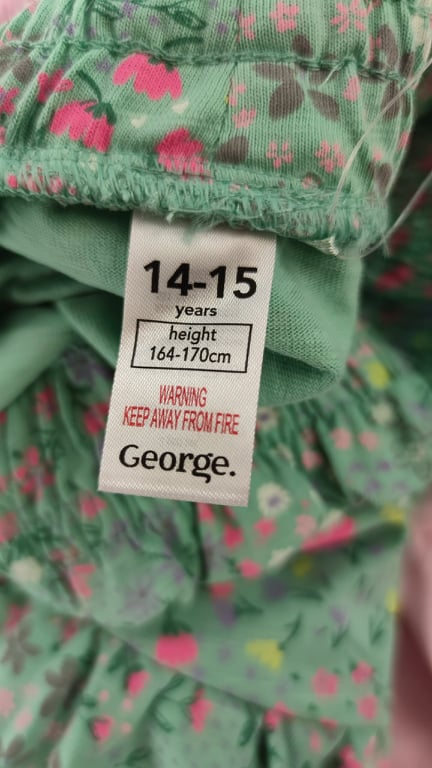 14-15
years
height
164-170cm
WARNING
KEEP AWAY FROM FIRE
George.